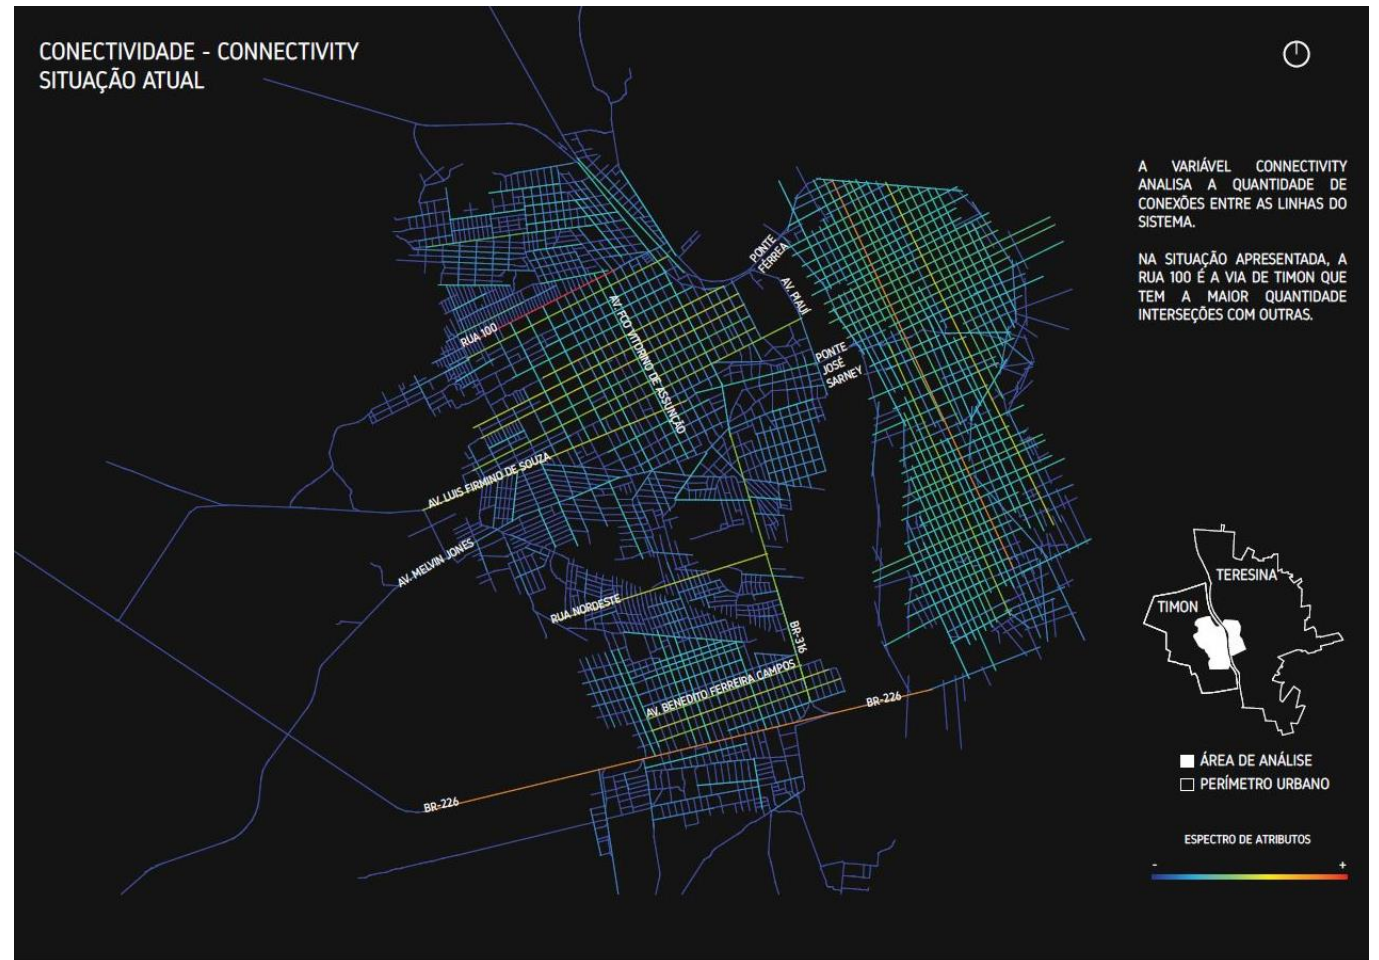 CONECTIVIDADE - CONNECTIVITY
SITUAÇÃO ATUAL
A VARIÁVEL CONNECTIVITY
ANALISA A QUANTIDADE DE
CONEXÕES ENTRE AS LINHAS DO
SISTEMA.
NA SITUAÇÃO APRESENTADA, A
RUA 100 É A VIA DE TIMON QUE
TEM A MAIOR QUANTIDADE
INTERSEÇÕES COM OUTRAS.
PONTE
FÉRREA
AV. PIAUÍ
RUA 100
AV. FCO VITORINO DE ASSUNÇÃO
PONTE
JOSÉ
SARNEY
AV. LUIS FIRMINO DE SOUZA
AV. MELVIN JONES
RUA NORDESTE
BR-316
AV. BENEDITO FERREIRA CAMPOS
BR-226
BR-226
TERESINA
TIMON
ÁREA DE ANÁLISE
PERÍMETRO URBANO
ESPECTRO DE ATRIBUTOS
- +